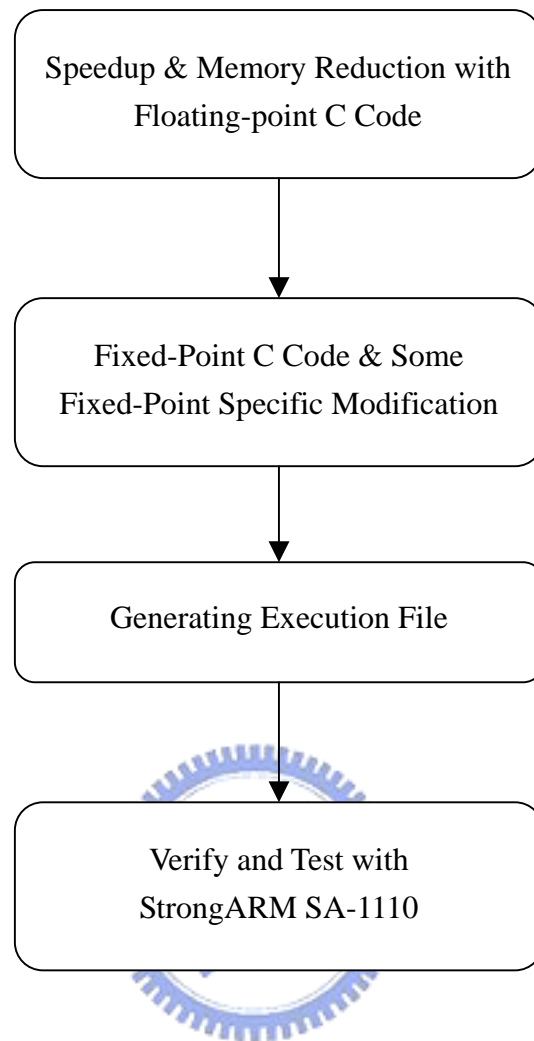 Speedup & Memory Reduction with
Floating-point C Code
Fixed-Point C Code & Some
Fixed-Point Specific Modification
Generating Execution File
Verify and Test with
StrongARM SA-1110